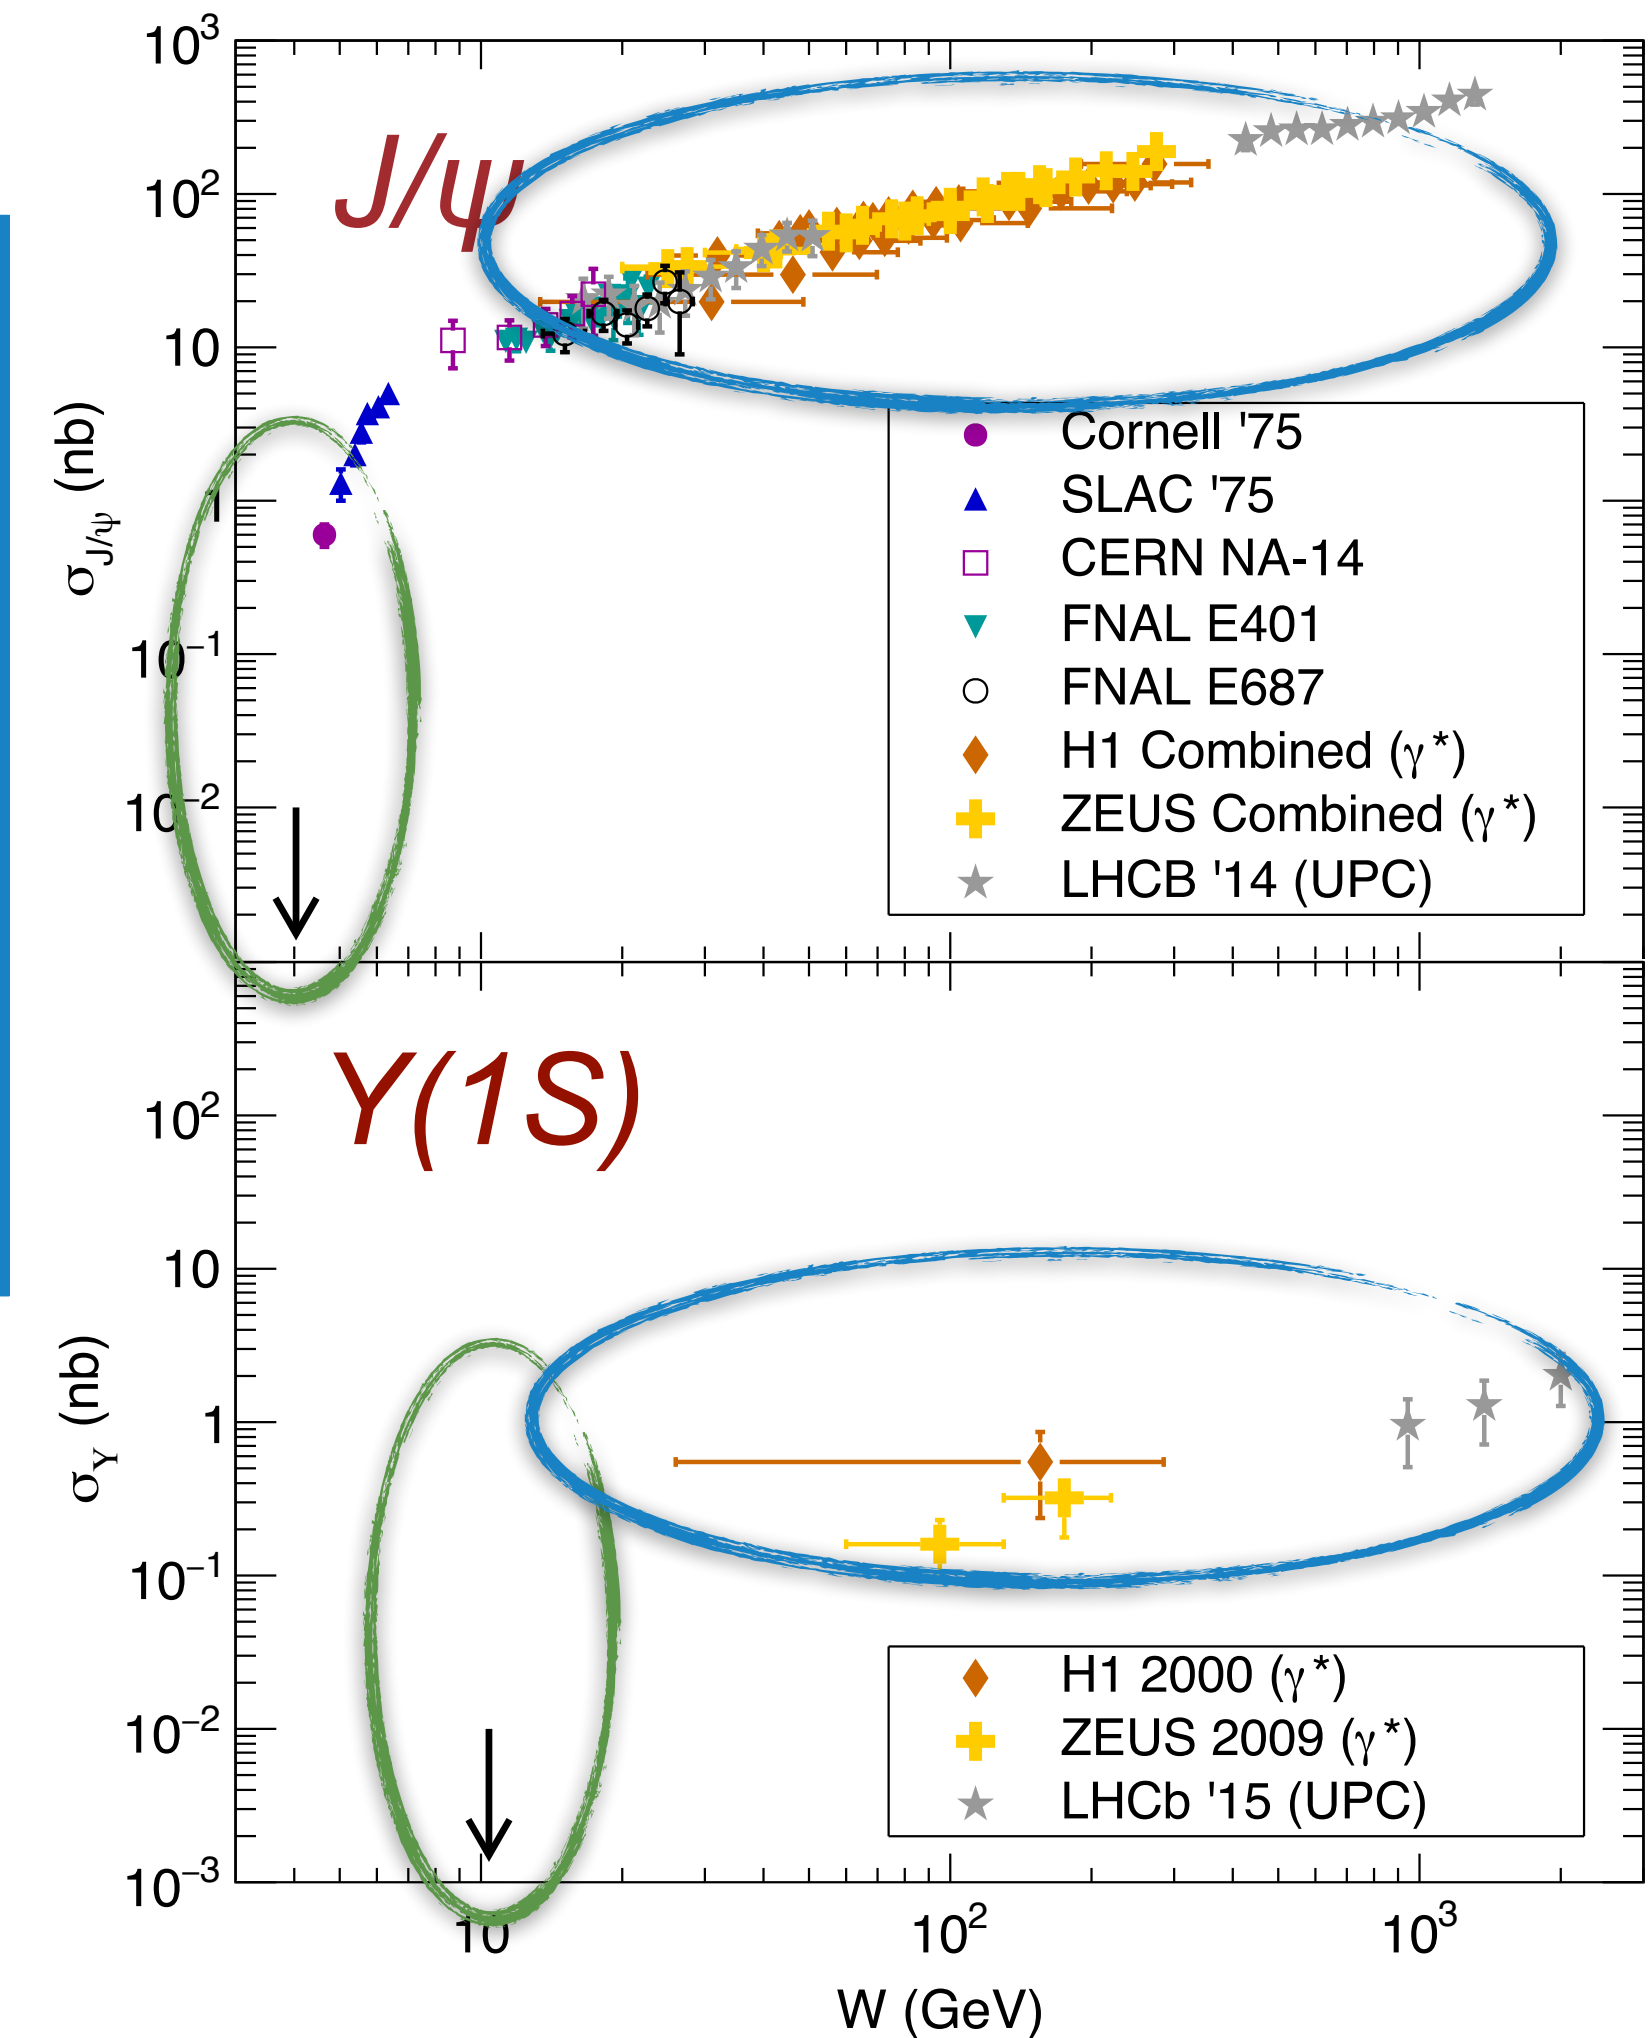 10³
J/ψ
10²
10
σJ/ψ (nb)
1
10⁻¹
10⁻²
Cornell '75
SLAC '75
CERN NA-14
FNAL E401
FNAL E687
H1 Combined (γ*)
ZEUS Combined (γ*)
LHCB '14 (UPC)
Y(1S)
10²
10
σY (nb)
1
10⁻¹
10⁻²
10⁻³
H1 2000 (γ*)
ZEUS 2009 (γ*)
LHCb '15 (UPC)
10
10²
10³
W (GeV)